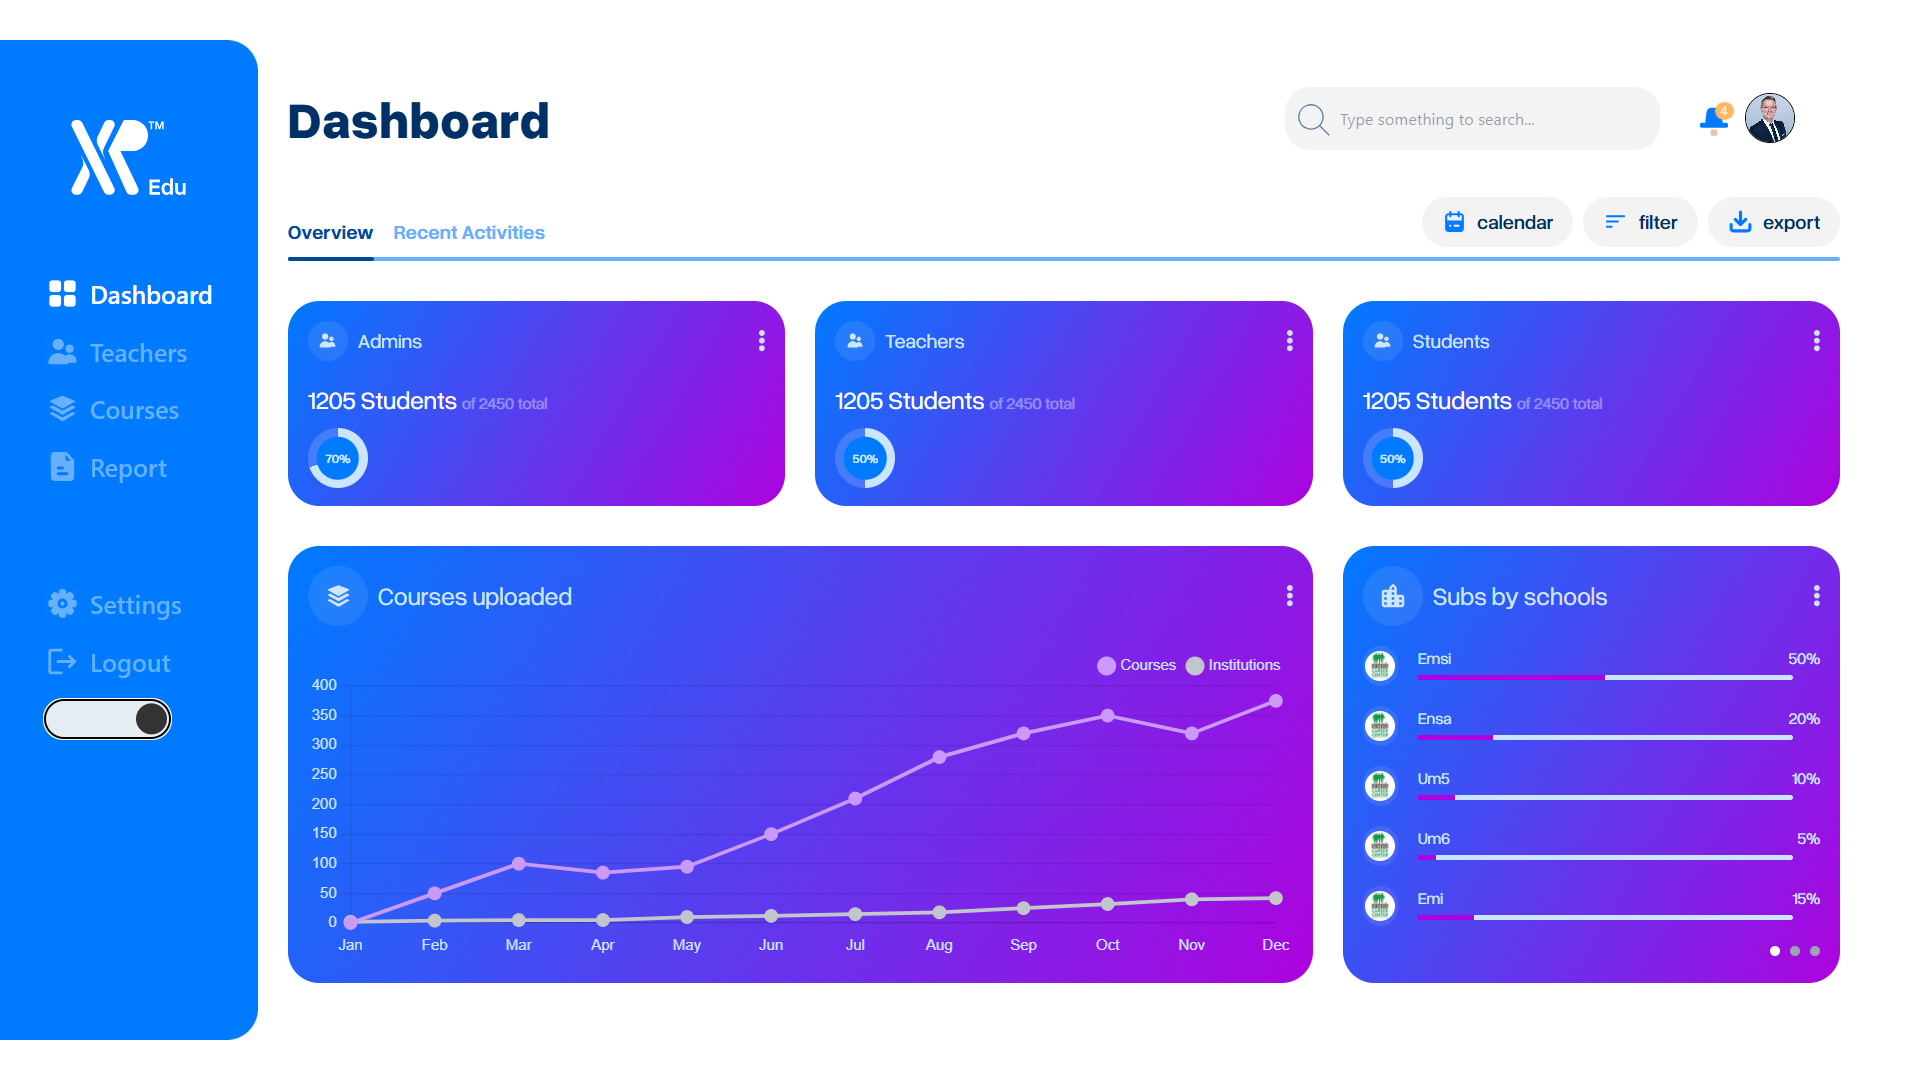 XP™
Edu
Dashboard
Teachers
Courses
Report
Settings
Logout
Dashboard
Type something to search...
4
Overview Recent Activities
calendar filter export
Admins
1205 Students of 2450 total
70%
Teachers
1205 Students of 2450 total
50%
Students
1205 Students of 2450 total
50%
Courses uploaded
Courses Institutions
400
350
300
250
200
150
100
50
0
Jan Feb Mar Apr May Jun Jul Aug Sep Oct Nov Dec
Subs by schools
Emsi 50%
Ensa 20%
Um5 10%
Um6 5%
Emi 15%